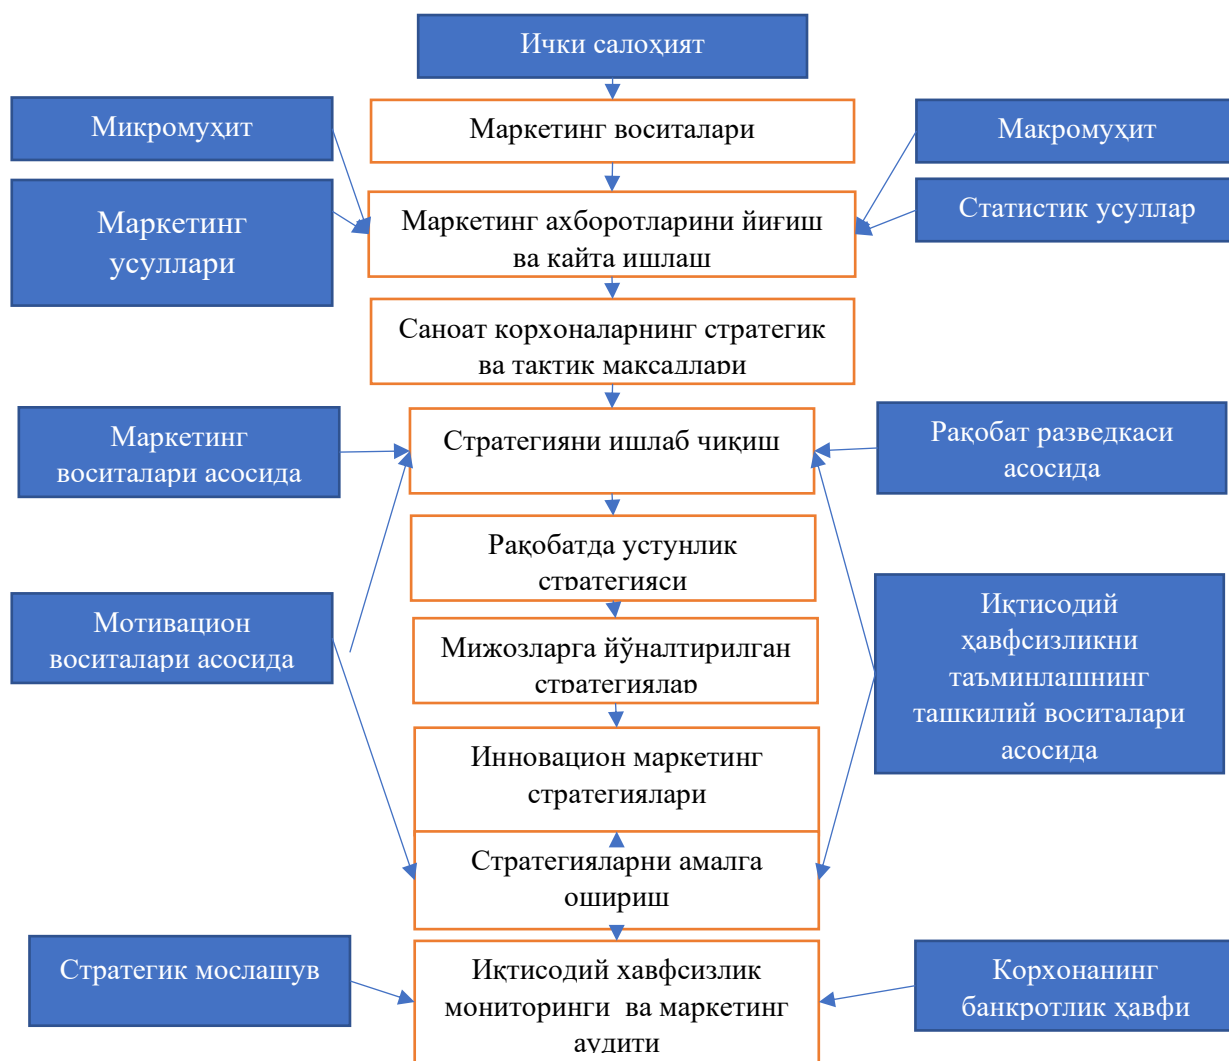 Ички салоҳият
Микромуҳит
Маркетинг воситалари
Макромуҳит
Маркетинг
усуллари
Маркетинг ахборотларини йиғиш
ва кайта ишлаш
Статистик усуллар
Саноат корхоналарнинг стратегик
ва тактик мақсадлари
Маркетинг
воситалари асосида
Стратегияни ишлаб чиқиш
Рақобат разведкаси
асосида
Рақобатда устунлик
стратегияси
Мотивацион
воситалари асосида
Мижозларга йўналтирилган
стратегиялар
Иқтисодий
ҳавфсизликни
таъминлашнинг
ташкилий воситалари
асосида
Инновацион маркетинг
стратегиялари
Стратегияларни амалга
ошириш
Стратегик мослашув
Иқтисодий хавфсизлик
мониторинги ва маркетинг
аудити
Корхонанинг
банкротлик ҳавфи